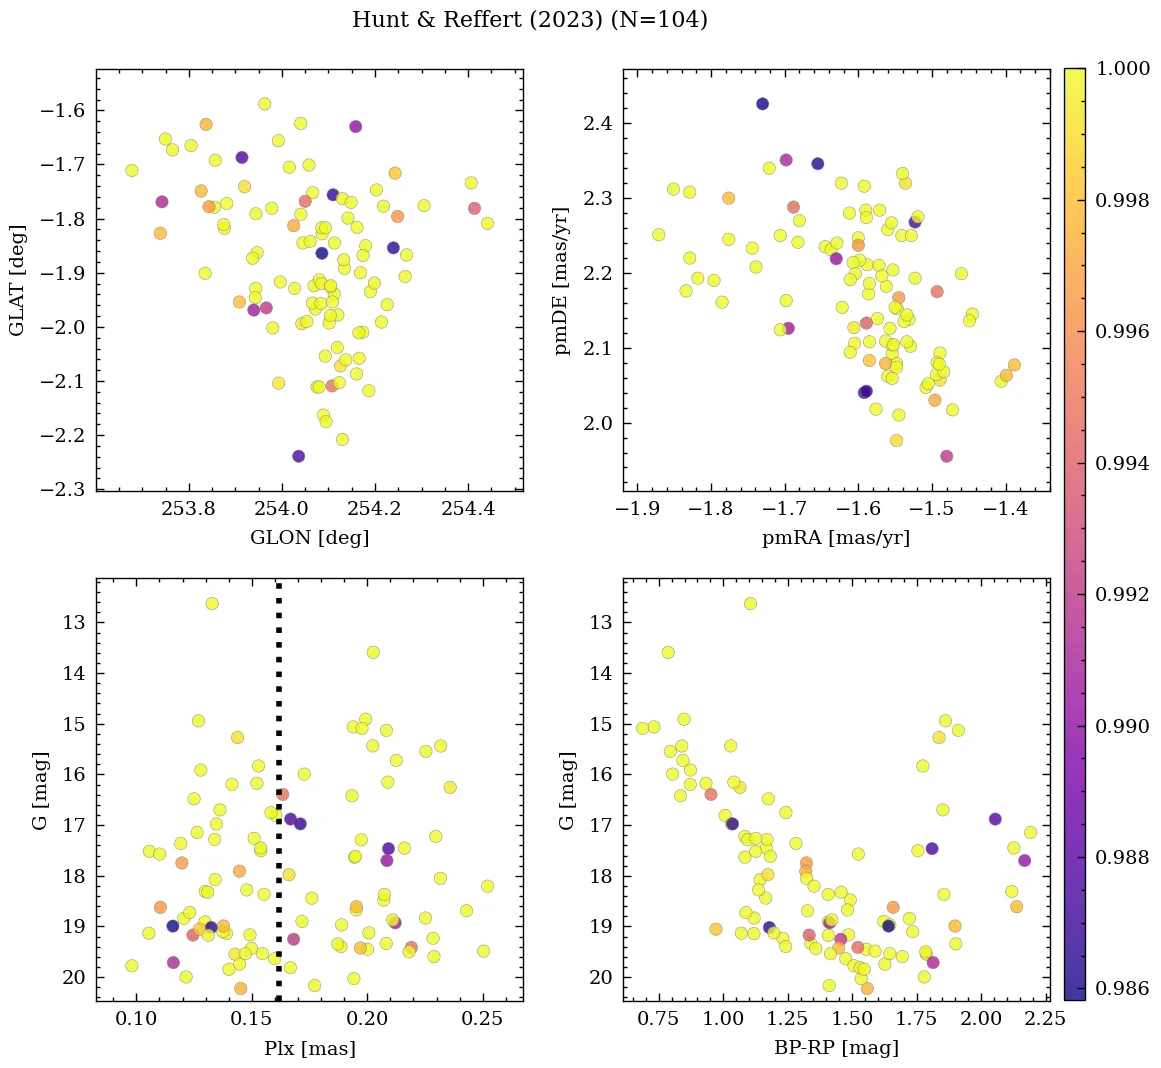 Hunt & Reffert (2023) (N=104)
−1.6
−1.7
−1.8
−1.9
−2.0
−2.1
−2.2
−2.3
GLAT [deg]
253.8 254.0 254.2 254.4
GLON [deg]
2.4
2.3
2.2
2.1
2.0
pmDE [mas/yr]
−1.9 −1.8 −1.7 −1.6 −1.5 −1.4
pmRA [mas/yr]
1.000
0.998
0.996
0.994
0.992
0.990
0.988
0.986
13
14
15
16
17
18
19
20
G [mag]
0.10 0.15 0.20 0.25
Plx [mas]
13
14
15
16
17
18
19
20
G [mag]
0.75 1.00 1.25 1.50 1.75 2.00 2.25
BP-RP [mag]